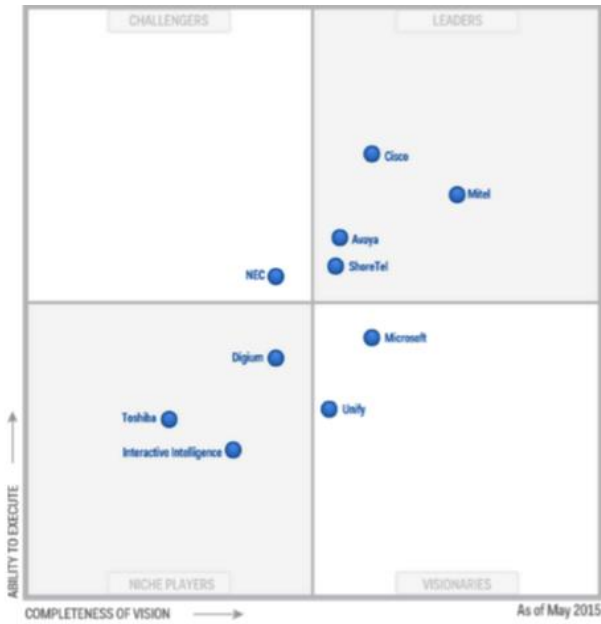 CHALLENGERS
LEADERS
Cisco
Mitel
Avaya
ShoreTel
NEC
Microsoft
Digium
Unify
Toshiba
Interactive Intelligence
ABILITY TO EXECUTE
NICHE PLAYERS
VISIONARIES
COMPLETENESS OF VISION
As of May 2015